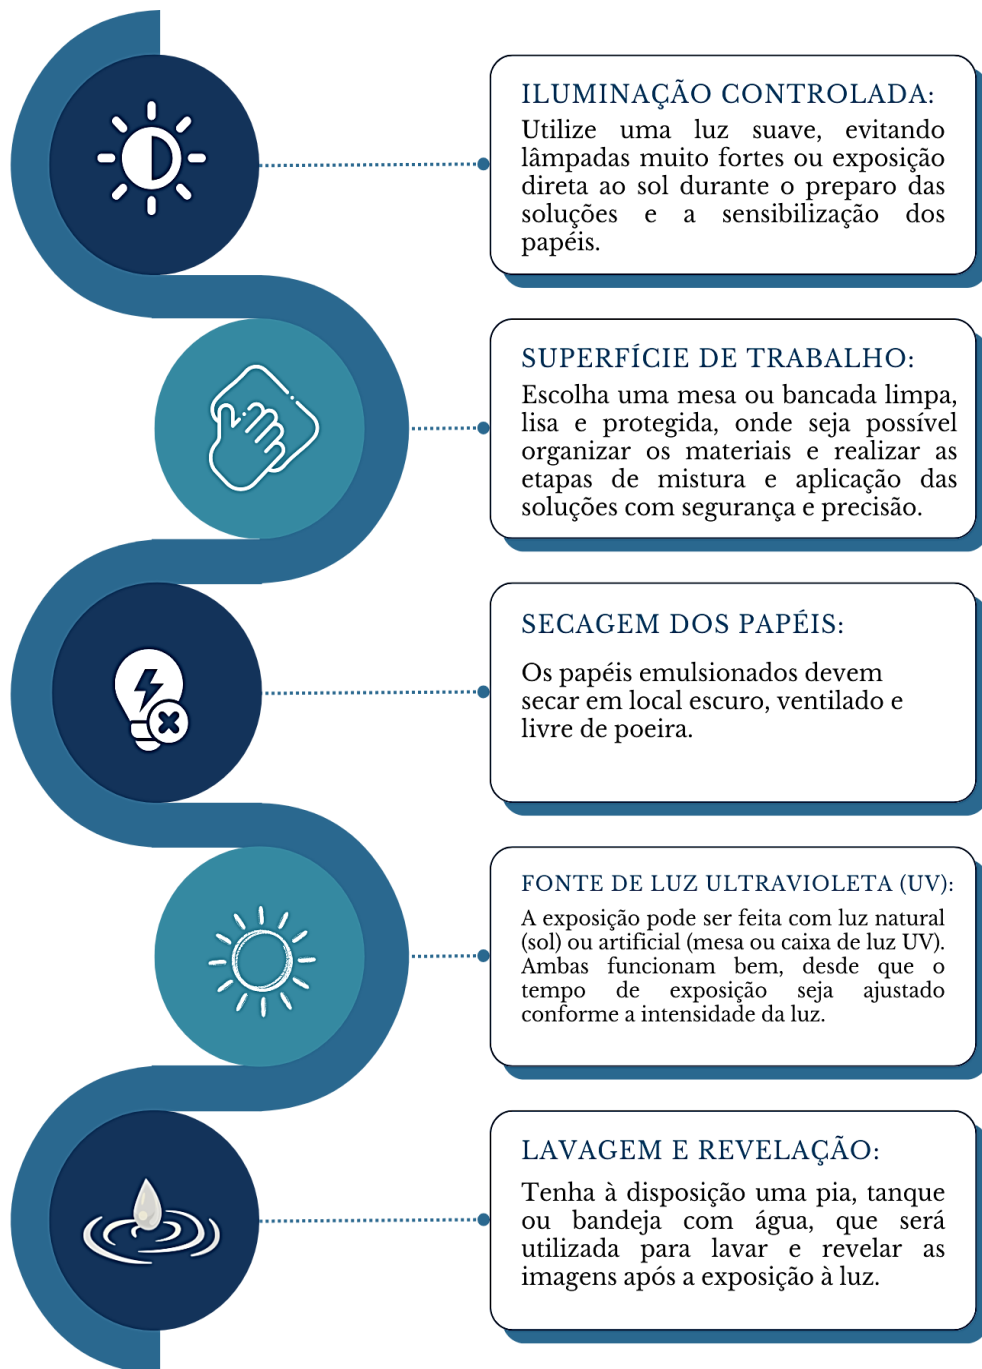 ILUMINAÇÃO CONTROLADA:
Utilize uma luz suave, evitando
lâmpadas muito fortes ou exposição
direta ao sol durante o preparo das
soluções e a sensibilização dos
papéis.
SUPERFÍCIE DE TRABALHO:
Escolha uma mesa ou bancada limpa,
lisa e protegida, onde seja possível
organizar os materiais e realizar as
etapas de mistura e aplicação das
soluções com segurança e precisão.
SECAGEM DOS PAPÉIS:
Os papéis emulsionados devem
secar em local escuro, ventilado e
livre de poeira.
FONTE DE LUZ ULTRAVIOLETA (UV):
A exposição pode ser feita com luz natural
(sol) ou artificial (mesa ou caixa de luz UV).
Ambas funcionam bem, desde que o
tempo de exposição seja ajustado
conforme a intensidade da luz.
LAVAGEM E REVELAÇÃO:
Tenha à disposição uma pia, tanque
ou bandeja com água, que será
utilizada para lavar e revelar as
imagens após a exposição à luz.